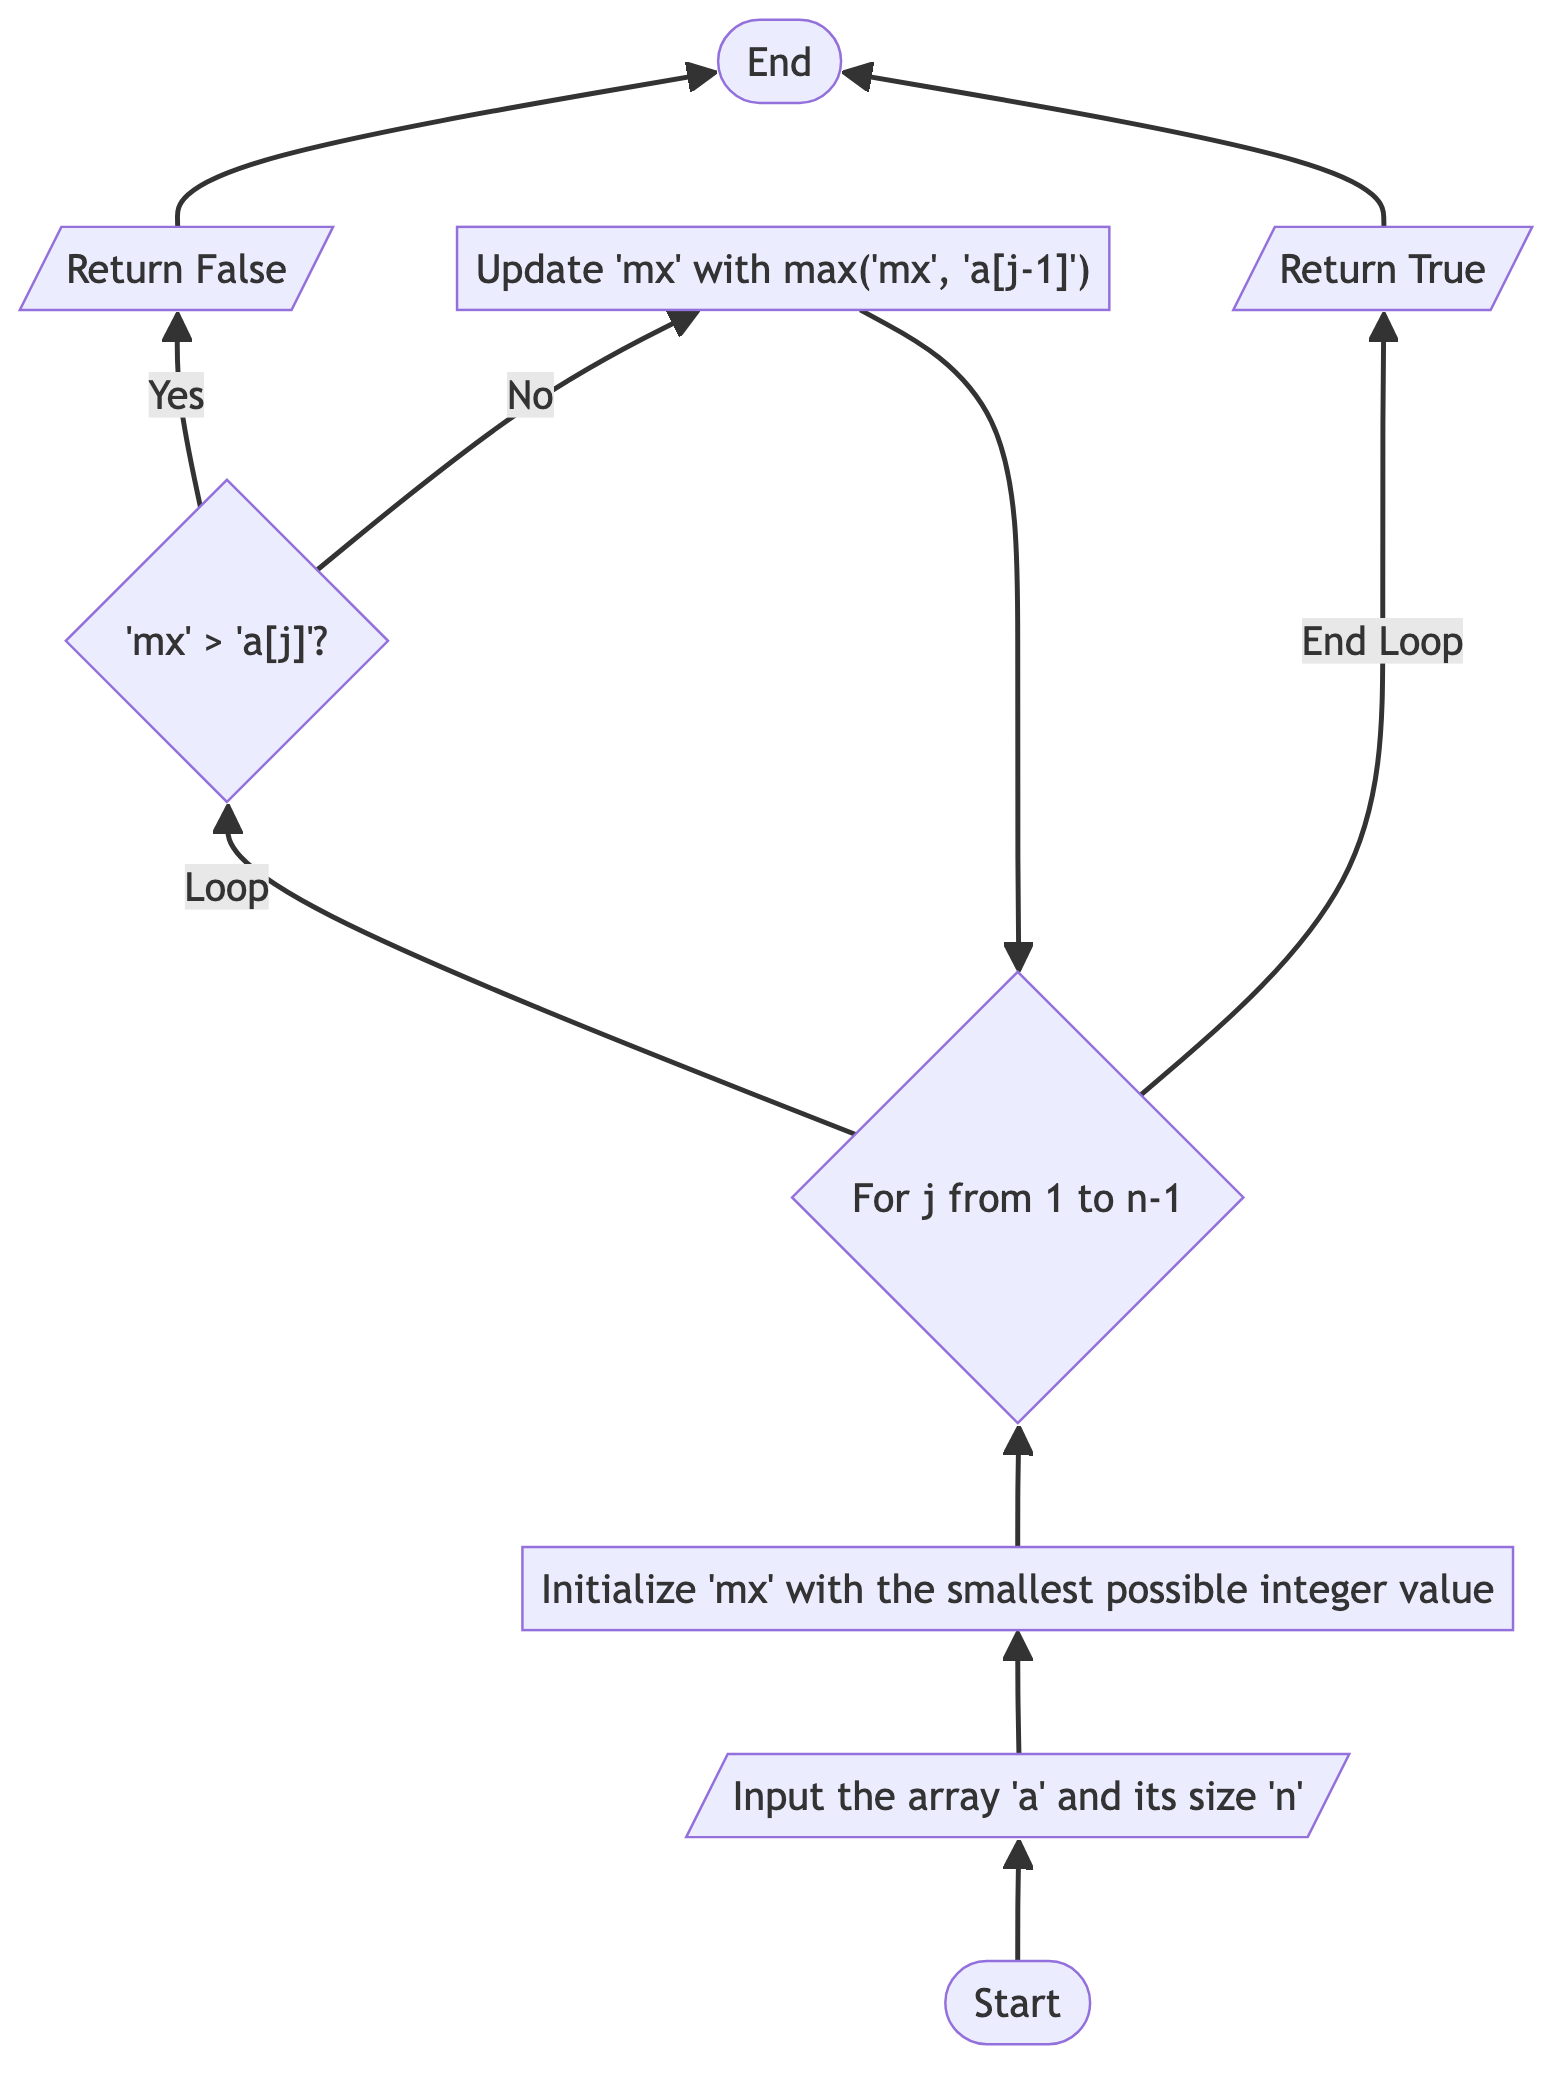 End
Return False
Update 'mx' with max('mx', 'a[j-1]')
Return True
Yes
No
'mx' > 'a[j]'?
End Loop
Loop
For j from 1 to n-1
Initialize 'mx' with the smallest possible integer value
Input the array 'a' and its size 'n'
Start